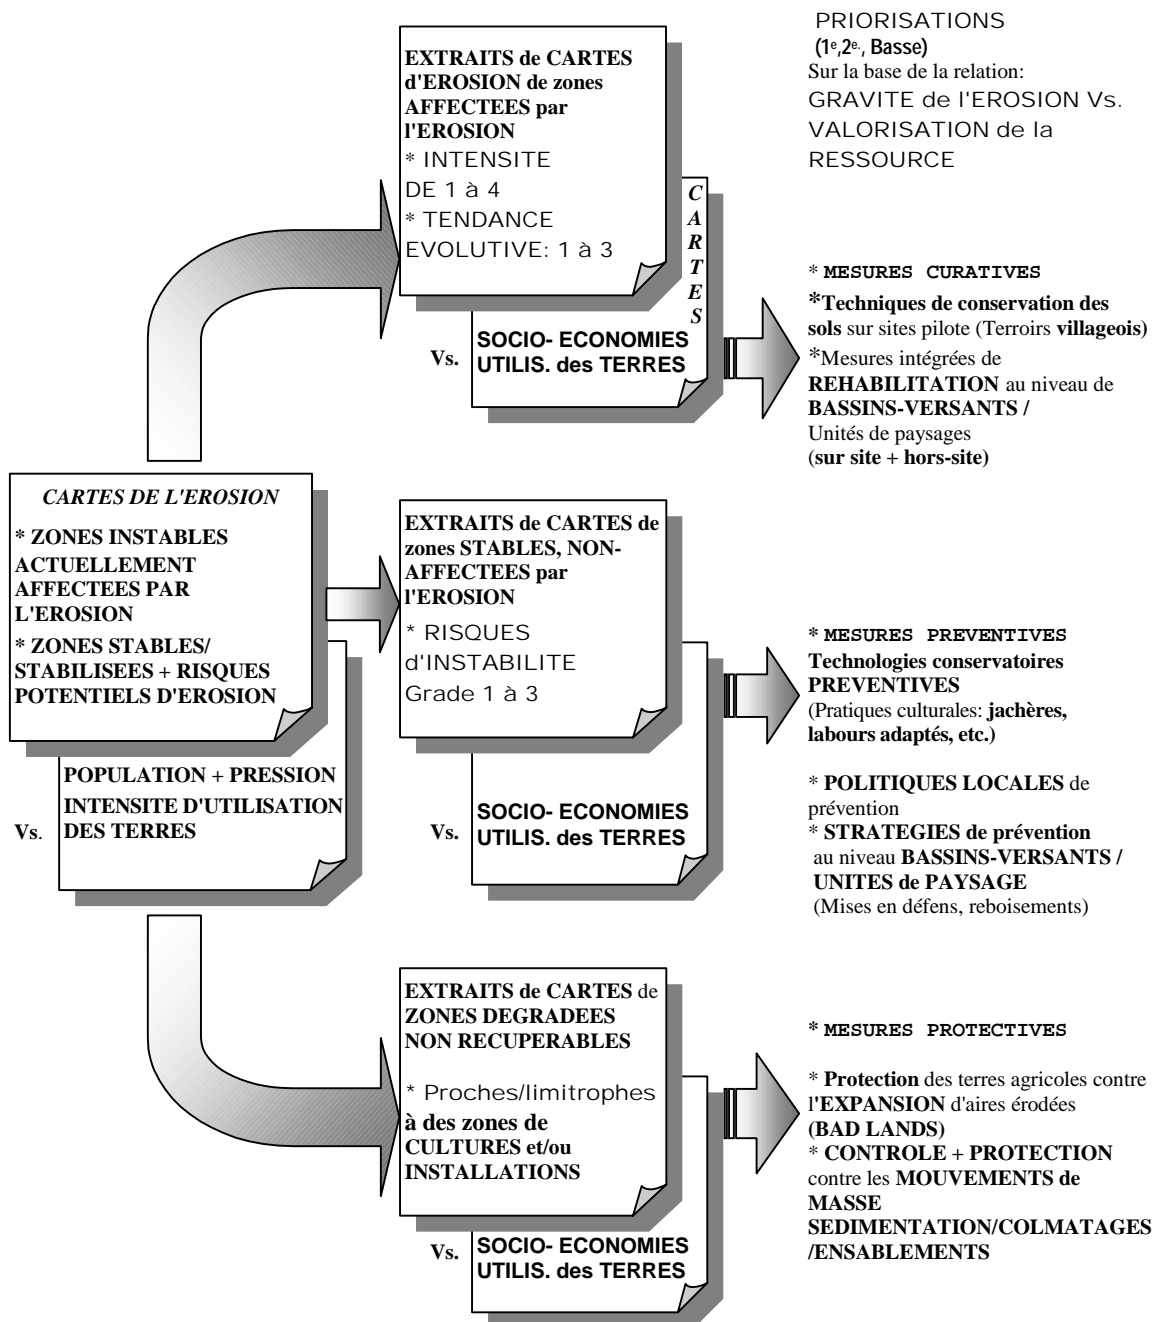 PRIORISATIONS
(1e,2e., Basse)
Sur la base de la relation:
GRAVITE de l'EROSION Vs.
VALORISATION de la
RESSOURCE
EXTRAITS de CARTES
d'EROSION de zones
AFFECTEES par
l'EROSION
* INTENSITE
DE 1 à 4
* TENDANCE
EVOLUTIVE: 1 à 3
CARTES
Vs.
SOCIO- ECONOMIES
UTILIS. des TERRES
* MESURES CURATIVES
*Techniques de conservation des
sols sur sites pilote (Terroirs villageois)
*Mesures intégrées de
REHABILITATION au niveau de
BASSINS-VERSANTS /
Unités de paysages
(sur site + hors-site)
CARTES DE L'EROSION
* ZONES INSTABLES
ACTUELLEMENT
AFFECTEES PAR
L'EROSION
* ZONES STABLES/
STABILISEES + RISQUES
POTENTIELS D'EROSION
Vs.
POPULATION + PRESSION
INTENSITE D'UTILISATION
DES TERRES
EXTRAITS de CARTES de
zones STABLES, NON-
AFFECTEES par
l'EROSION
* RISQUES
d'INSTABILITE
Grade 1 à 3
Vs.
SOCIO- ECONOMIES
UTILIS. des TERRES
* MESURES PREVENTIVES
Technologies conservatoires
PREVENTIVES
(Pratiques culturales: jachères,
labours adaptés, etc.)
* POLITIQUES LOCALES de
prévention
* STRATEGIES de prévention
au niveau BASSINS-VERSANTS /
UNITES de PAYSAGE
(Mises en défens, reboisements)
EXTRAITS de CARTES de
ZONES DEGRADEES
NON RECUPERABLES
* Proches/limitrophes
à des zones de
CULTURES et/ou
INSTALLATIONS
Vs.
SOCIO- ECONOMIES
UTILIS. des TERRES
* MESURES PROTECTIVES
* Protection des terres agricoles contre
l'EXPANSION d'aires érodées
(BAD LANDS)
* CONTROLE + PROTECTION
contre les MOUVEMENTS de
MASSE
SEDIMENTATION/COLMATAGES
/ENSABLEMENTS